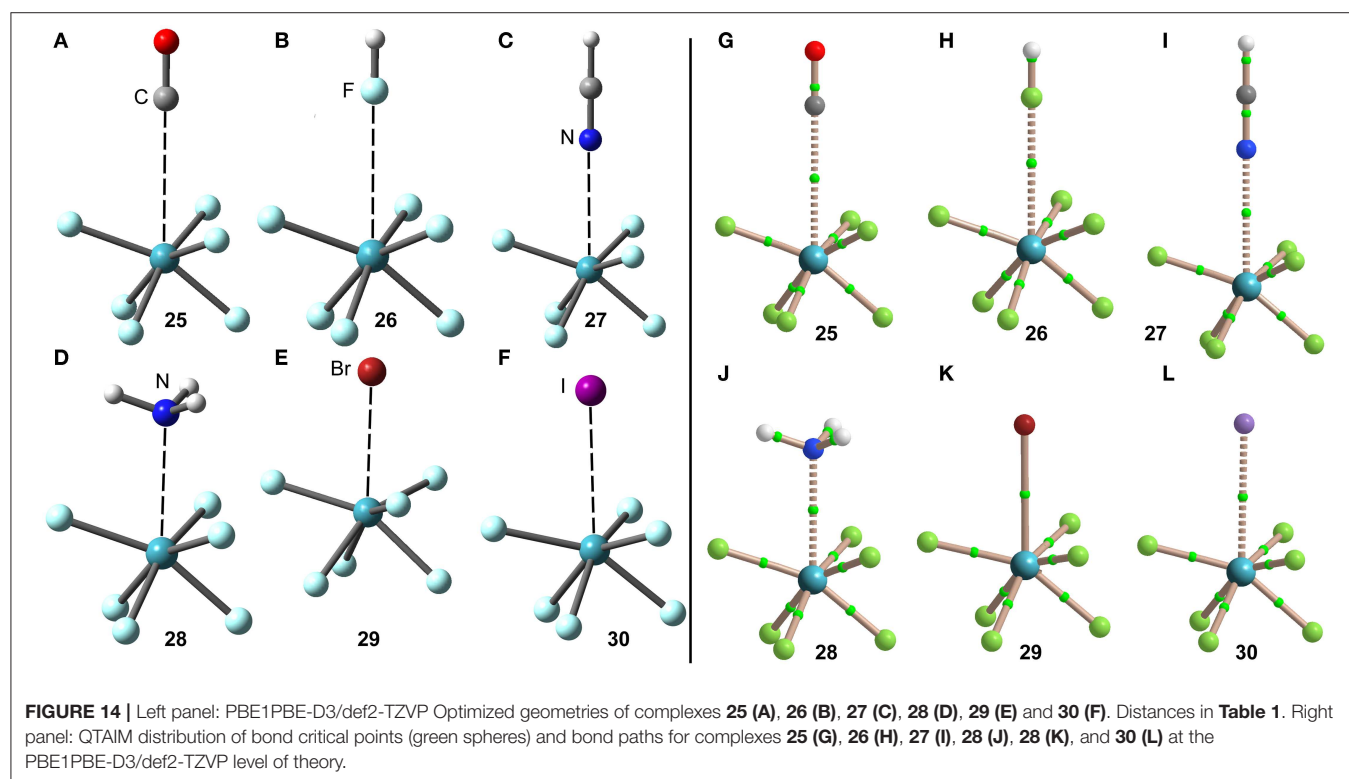 A B C G H I
O
C F N
25 26 27 25 26 27
D E F J K L
N Br I
28 29 30 28 29 30
FIGURE 14 | Left panel: PBE1PBE-D3/def2-TZVP Optimized geometries of complexes 25 (A), 26 (B), 27 (C), 28 (D), 29 (E) and 30 (F). Distances in Table 1. Right
panel: QTAIM distribution of bond critical points (green spheres) and bond paths for complexes 25 (G), 26 (H), 27 (I), 28 (J), 28 (K), and 30 (L) at the
PBE1PBE-D3/def2-TZVP level of theory.